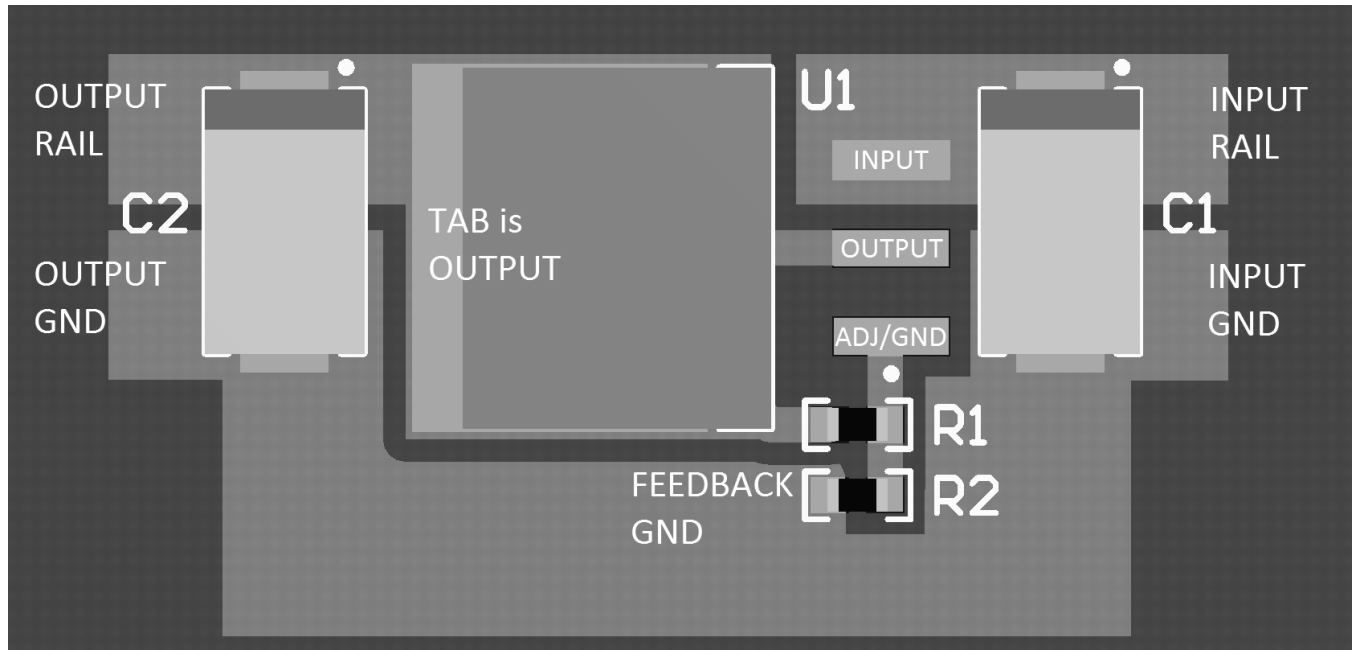 OUTPUT
RAIL
C2
OUTPUT
GND
TAB is
OUTPUT
U1
INPUT
OUTPUT
ADJ/GND
INPUT
RAIL
C1
INPUT
GND
R1
FEEDBACK
GND
R2